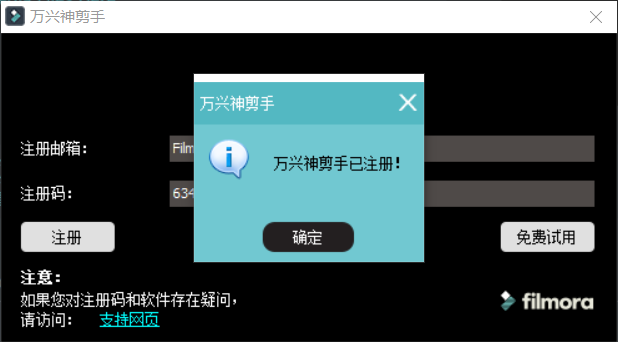 万兴神剪手
万兴神剪手
注册邮箱:
Film
万兴神剪手已注册!
注册码:
634
注册
确定
免费试用
注意:
如果您对注册码和软件存在疑问,
请访问: 支持网页
filmora